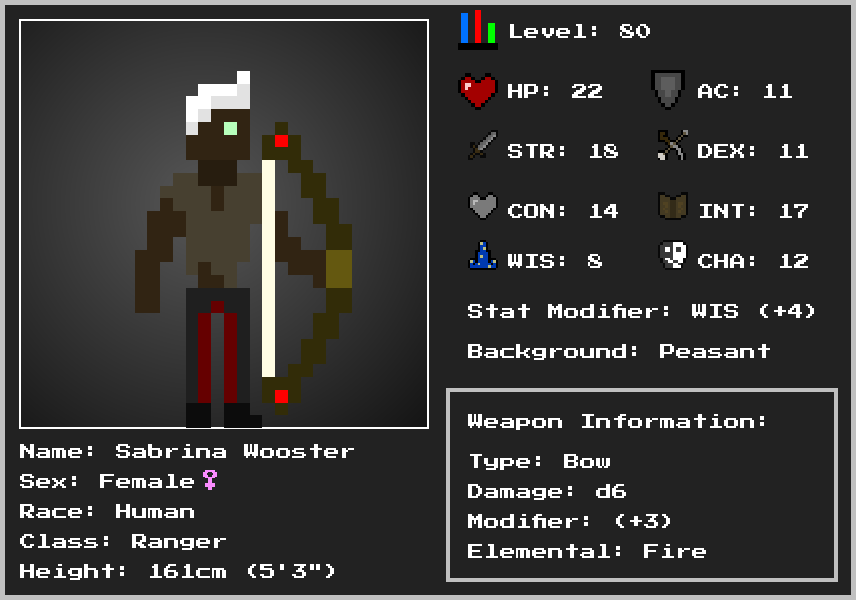 Level: 80
HP: 22
AC: 11
STR: 18
DEX: 11
CON: 14
INT: 17
WIS: 8
CHA: 12
Stat Modifier: WIS (+4)
Background: Peasant
Weapon Information:
Type: Bow
Damage: d6
Modifier: (+3)
Elemental: Fire
Name: Sabrina Wooster
Sex: Female♀
Race: Human
Class: Ranger
Height: 161cm (5'3")